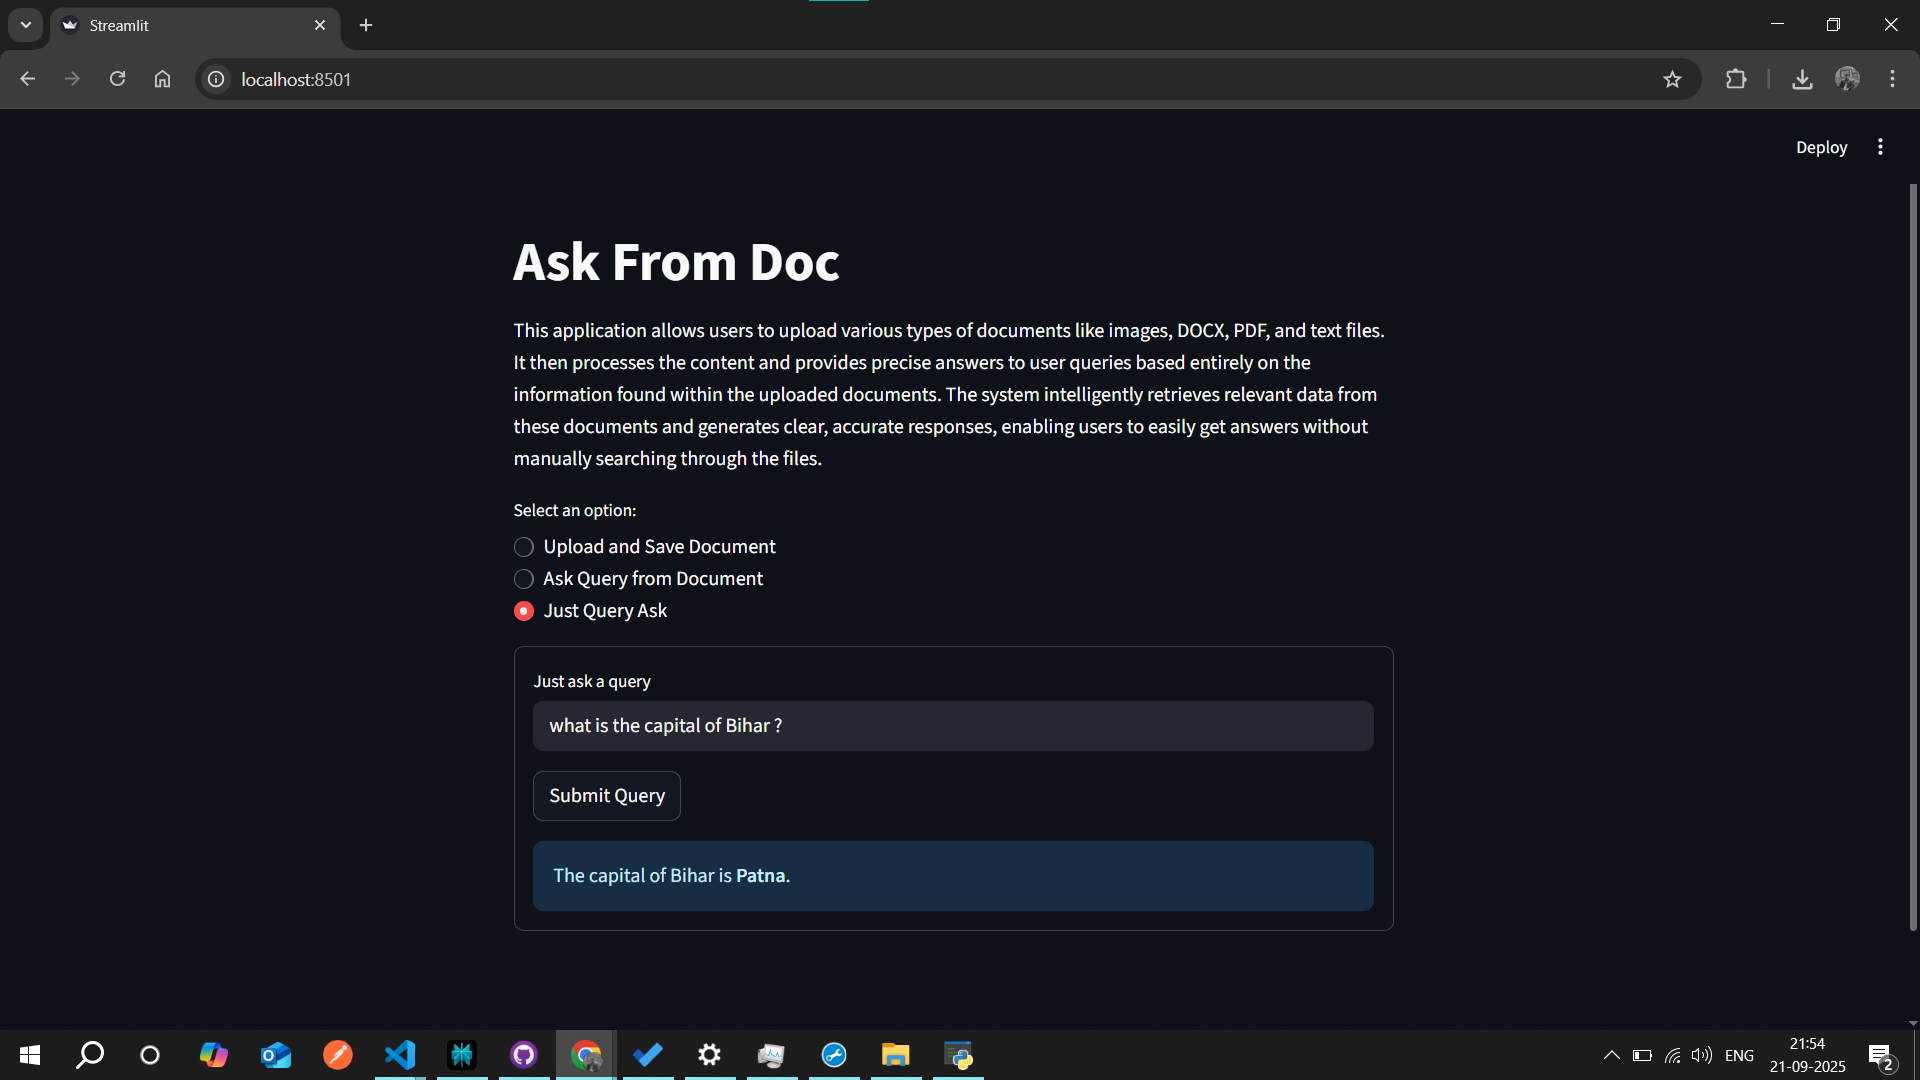 Streamlit
localhost:8501
Deploy
Ask From Doc
This application allows users to upload various types of documents like images, DOCX, PDF, and text files.
It then processes the content and provides precise answers to user queries based entirely on the
information found within the uploaded documents. The system intelligently retrieves relevant data from
these documents and generates clear, accurate responses, enabling users to easily get answers without
manually searching through the files.
Select an option:
Upload and Save Document
Ask Query from Document
Just Query Ask
Just ask a query
what is the capital of Bihar ?
Submit Query
The capital of Bihar is Patna.
ENG
21:54
21-09-2025
2